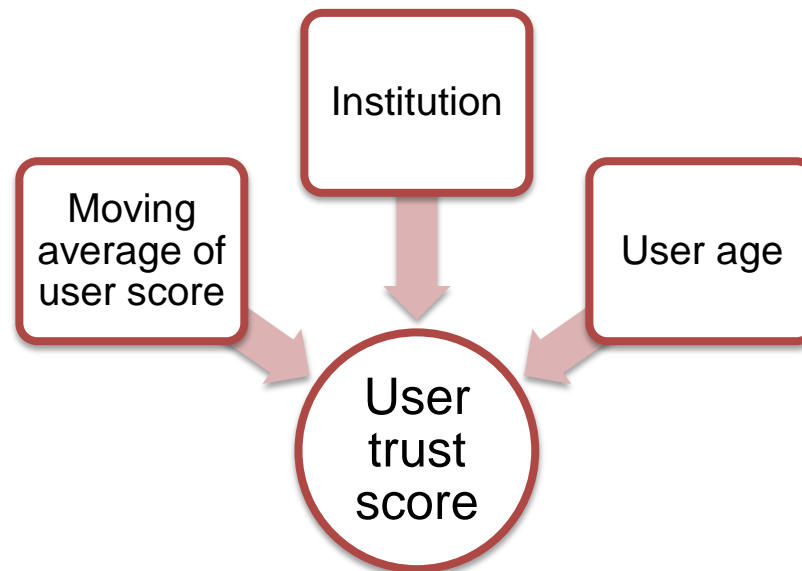 Institution
Moving
average of
user score
User age
User
trust
score